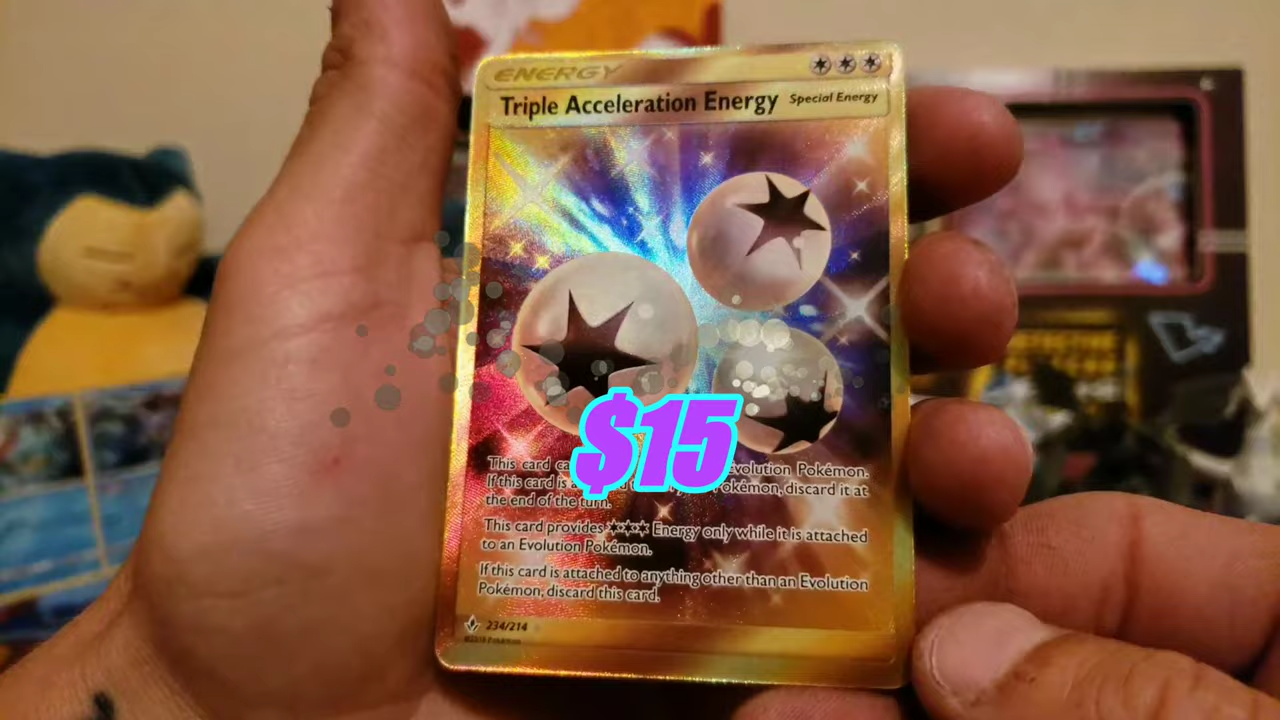 ENERGY
Triple Acceleration Energy Special Energy
$15
This card ca Evolution Pokémon.
If this card is a Pokémon, discard it at
the end of the turn.
This card provides ✶✶✶ Energy only while it is attached
to an Evolution Pokémon.
If this card is attached to anything other than an Evolution
Pokémon, discard this card.
234/214
DETECTIVE